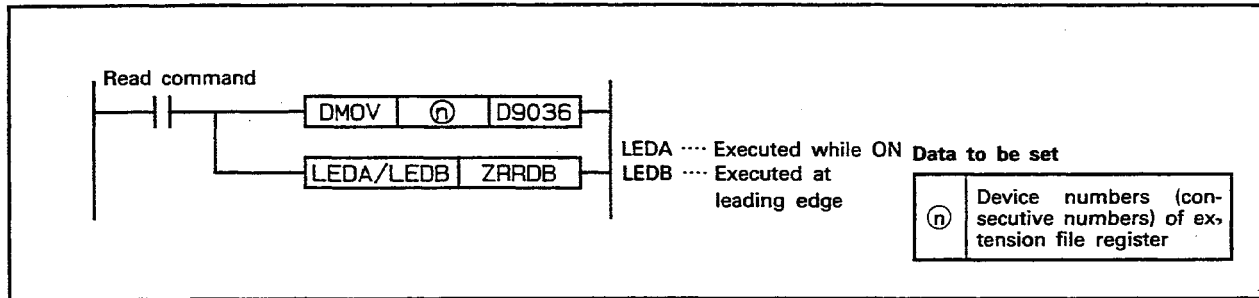 Read command
DMOV ⓝ D9036
LEDA/LEDB ZRRDB
LEDA ···· Executed while ON
LEDB ···· Executed at
leading edge
Data to be set
ⓝ
Device numbers (con-
secutive numbers) of ex-
tension file register